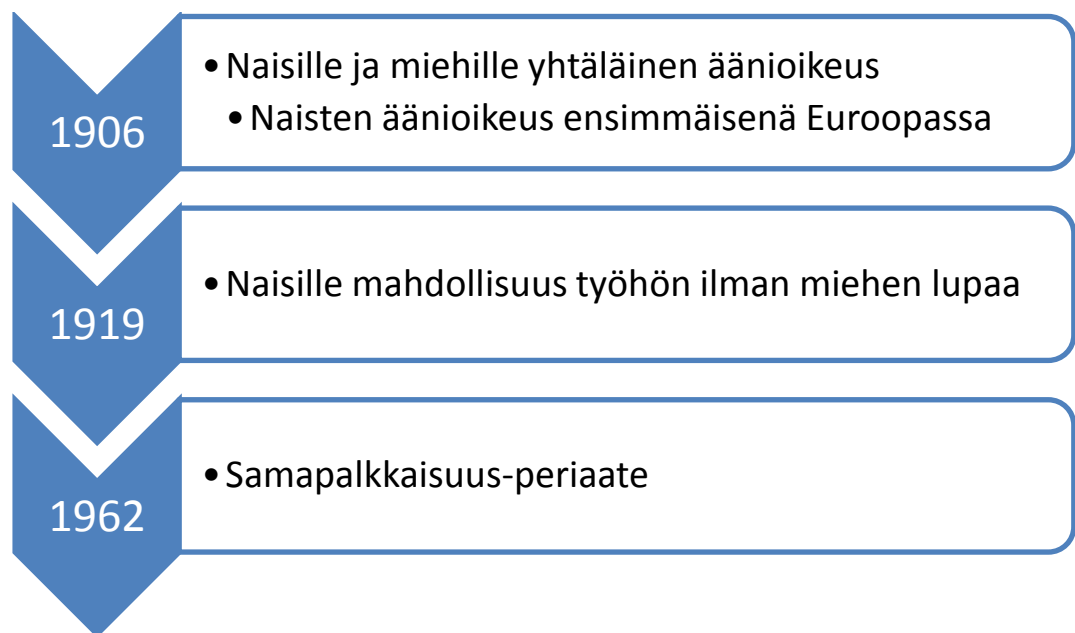 1906
• Naisille ja miehille yhtäläinen äänioikeus
• Naisten äänioikeus ensimmäisenä Euroopassa
1919
• Naisille mahdollisuus työhön ilman miehen lupaa
1962
• Samapalkkaisuus-periaate